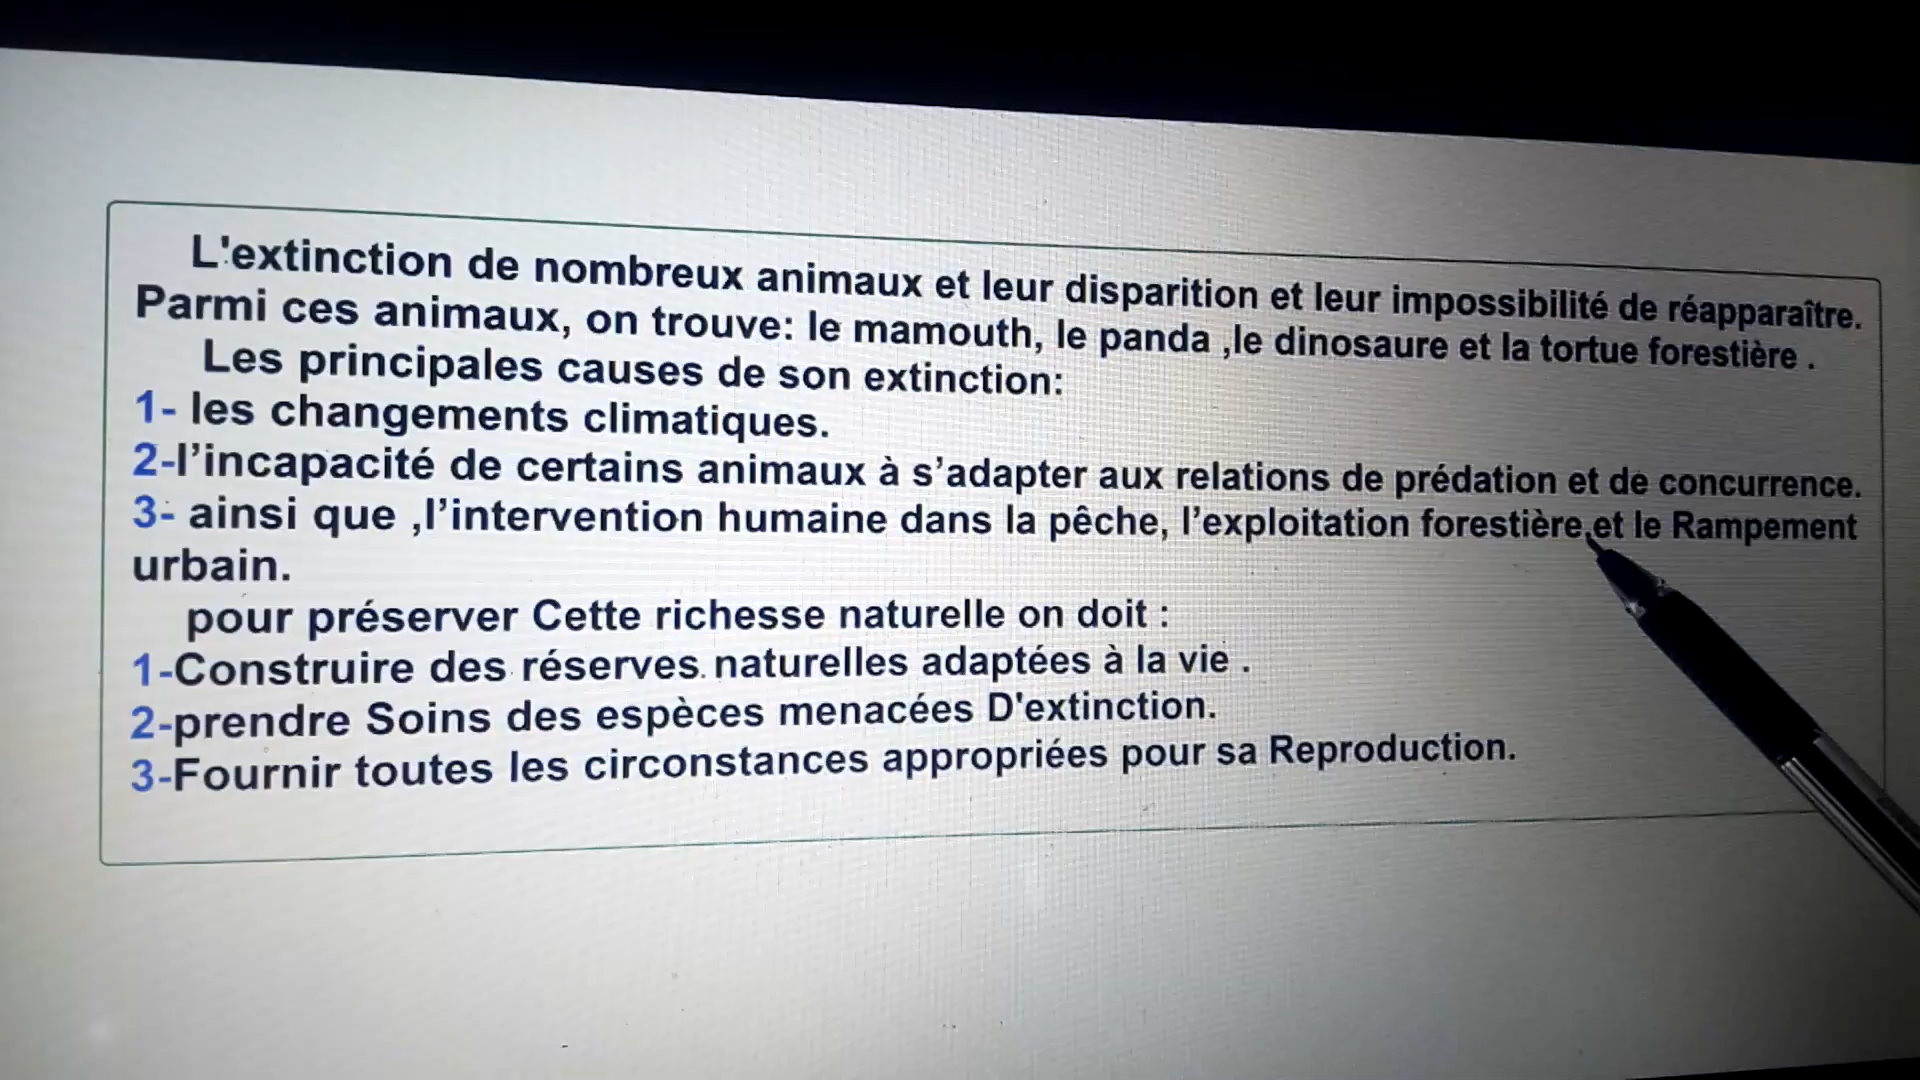 L'extinction de nombreux animaux et leur disparition et leur impossibilité de réapparaître.
Parmi ces animaux, on trouve: le mamouth, le panda ,le dinosaure et la tortue forestière .
Les principales causes de son extinction:
1- les changements climatiques.
2-l’incapacité de certains animaux à s’adapter aux relations de prédation et de concurrence.
3- ainsi que ,l’intervention humaine dans la pêche, l’exploitation forestière,et le Rampement
urbain.
pour préserver Cette richesse naturelle on doit :
1-Construire des réserves naturelles adaptées à la vie .
2-prendre Soins des espèces menacées D'extinction.
3-Fournir toutes les circonstances appropriées pour sa Reproduction.